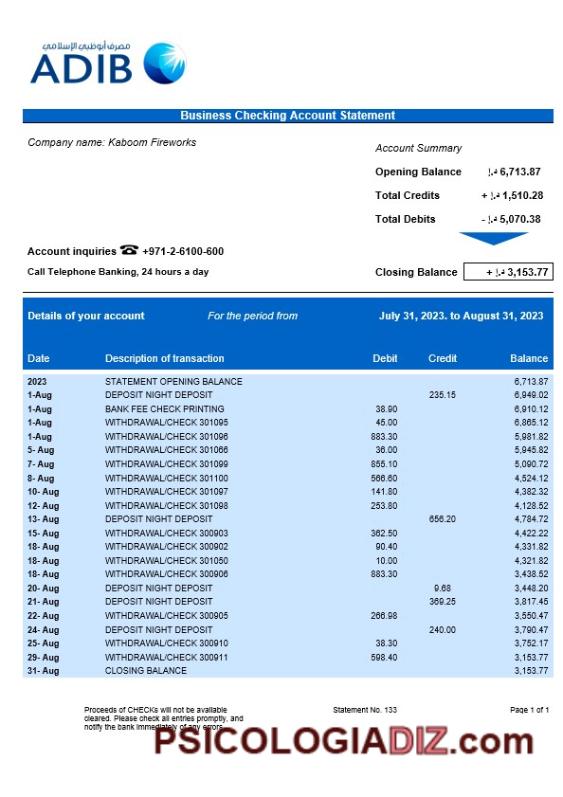 مصرف أبوظبي الإسلامي
ADIB
Business Checking Account Statement
Company name: Kaboom Fireworks
Account Summary
Opening Balance د.إ. 6,713.87
Total Credits + د.إ. 1,510.28
Total Debits - د.إ. 5,070.38
Account inquiries ☎ +971-2-6100-600
Call Telephone Banking, 24 hours a day
Closing Balance + د.إ. 3,153.77
Details of your account For the period from July 31, 2023. to August 31, 2023
Date Description of transaction Debit Credit Balance
2023 STATEMENT OPENING BALANCE 6,713.87
1-Aug DEPOSIT NIGHT DEPOSIT 235.15 6,949.02
1-Aug BANK FEE CHECK PRINTING 38.90 6,910.12
1-Aug WITHDRAWAL/CHECK 301095 45.00 6,865.12
1-Aug WITHDRAWAL/CHECK 301096 883.30 5,981.82
5- Aug WITHDRAWAL/CHECK 301066 36.00 5,945.82
7- Aug WITHDRAWAL/CHECK 301099 855.10 5,090.72
8- Aug WITHDRAWAL/CHECK 301100 566.60 4,524.12
10- Aug WITHDRAWAL/CHECK 301097 141.80 4,382.32
12- Aug WITHDRAWAL/CHECK 301098 253.80 4,128.52
13- Aug DEPOSIT NIGHT DEPOSIT 656.20 4,784.72
15- Aug WITHDRAWAL/CHECK 300903 362.50 4,422.22
18- Aug WITHDRAWAL/CHECK 300902 90.40 4,331.82
18- Aug WITHDRAWAL/CHECK 301050 10.00 4,321.82
18- Aug WITHDRAWAL/CHECK 300906 883.30 3,438.52
20- Aug DEPOSIT NIGHT DEPOSIT 9.68 3,448.20
21- Aug DEPOSIT NIGHT DEPOSIT 369.25 3,817.45
22- Aug WITHDRAWAL/CHECK 300905 266.98 3,550.47
24- Aug DEPOSIT NIGHT DEPOSIT 240.00 3,790.47
25- Aug WITHDRAWAL/CHECK 300910 38.30 3,752.17
29- Aug WITHDRAWAL/CHECK 300911 598.40 3,153.77
31- Aug CLOSING BALANCE 3,153.77
Proceeds of CHECKs will not be available Statement No. 133 Page 1 of 1
cleared. Please check all entries promptly, and
notify the bank immediately of any errors
PSICOLOGIADIZ.com